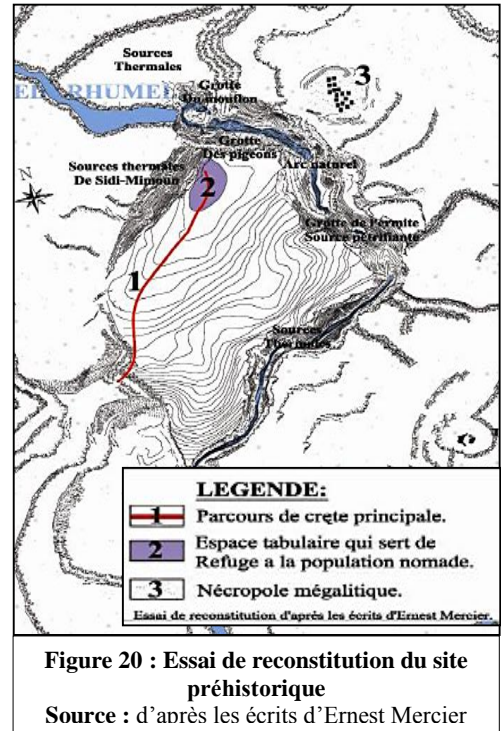 Sources
Thermales
RHUMEL
Grotte
Du mouflon
3
Grotte
Des pigeons
Arc naturel
Sources thermales
De Sidi-Mimoun
N
2
Grotte de l'ermite
Source pétrifiante
1
Sources
Thermales
LEGENDE:
1 Parcours de cręte principale.
2 Espace tabulaire qui sert de
Refuge a la population nomade.
3 Nécropole mégalitique.
Essai de reconstitution d'après les écrits d'Ernest Mercier.
Figure 20 : Essai de reconstitution du site
préhistorique
Source : d'après les écrits d'Ernest Mercier